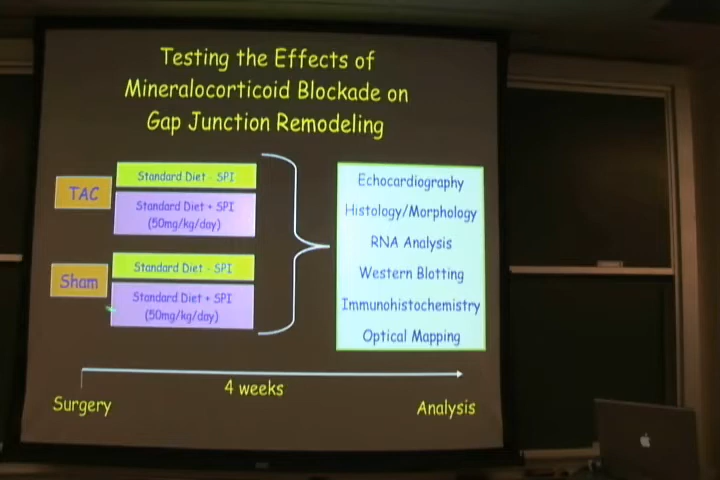 Testing the Effects of
Mineralocorticoid Blockade on
Gap Junction Remodeling
TAC
Standard Diet - SPI
Standard Diet + SPI
(50mg/kg/day)
Sham
Standard Diet - SPI
Standard Diet + SPI
(50mg/kg/day)
Echocardiography
Histology/Morphology
RNA Analysis
Western Blotting
Immunohistochemistry
Optical Mapping
4 weeks
Surgery
Analysis